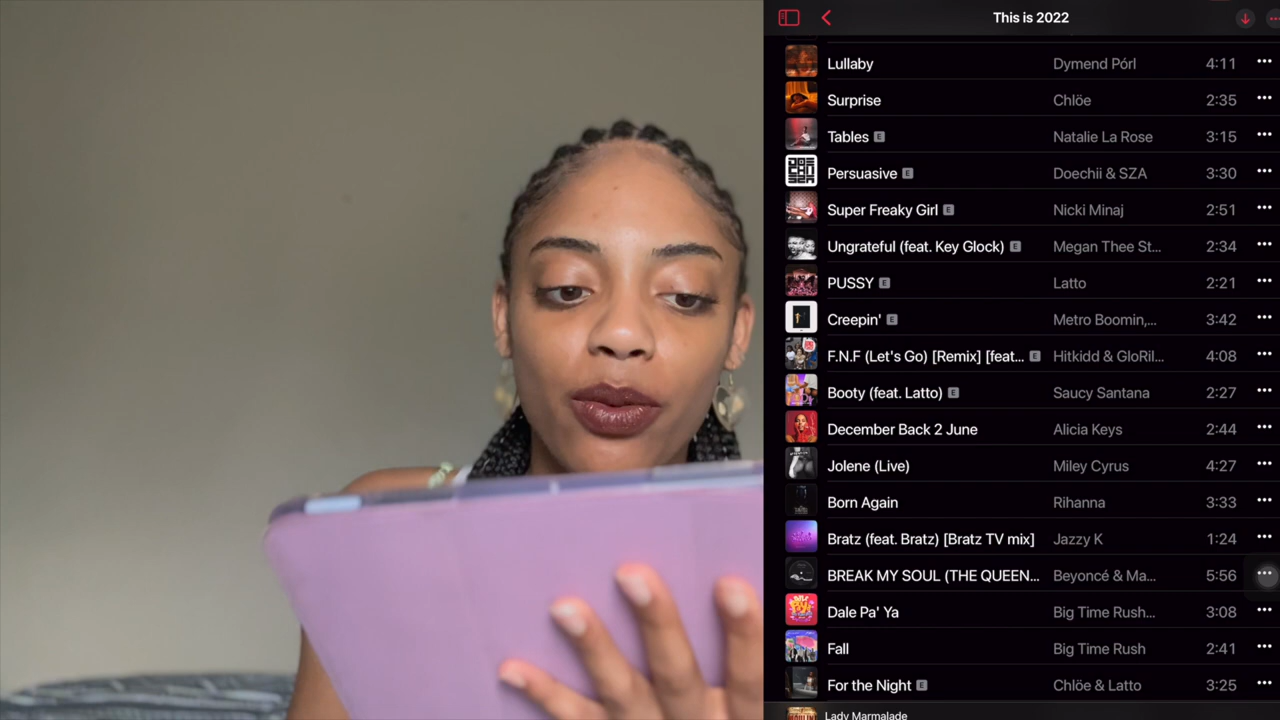 This is 2022
Lullaby Dymend Pórl 4:11
Surprise Chlöe 2:35
Tables E Natalie La Rose 3:15
Persuasive E Doechii & SZA 3:30
Super Freaky Girl E Nicki Minaj 2:51
Ungrateful (feat. Key Glock) E Megan Thee St... 2:34
PUSSY E Latto 2:21
Creepin' E Metro Boomin,... 3:42
F.N.F (Let's Go) [Remix] [feat... E Hitkidd & GloRil... 4:08
Booty (feat. Latto) E Saucy Santana 2:27
December Back 2 June Alicia Keys 2:44
Jolene (Live) Miley Cyrus 4:27
Born Again Rihanna 3:33
Bratz (feat. Bratz) [Bratz TV mix] Jazzy K 1:24
BREAK MY SOUL (THE QUEEN... Beyoncé & Ma... 5:56
Dale Pa' Ya Big Time Rush... 3:08
Fall Big Time Rush 2:41
For the Night E Chlöe & Latto 3:25
Lady Marmalade